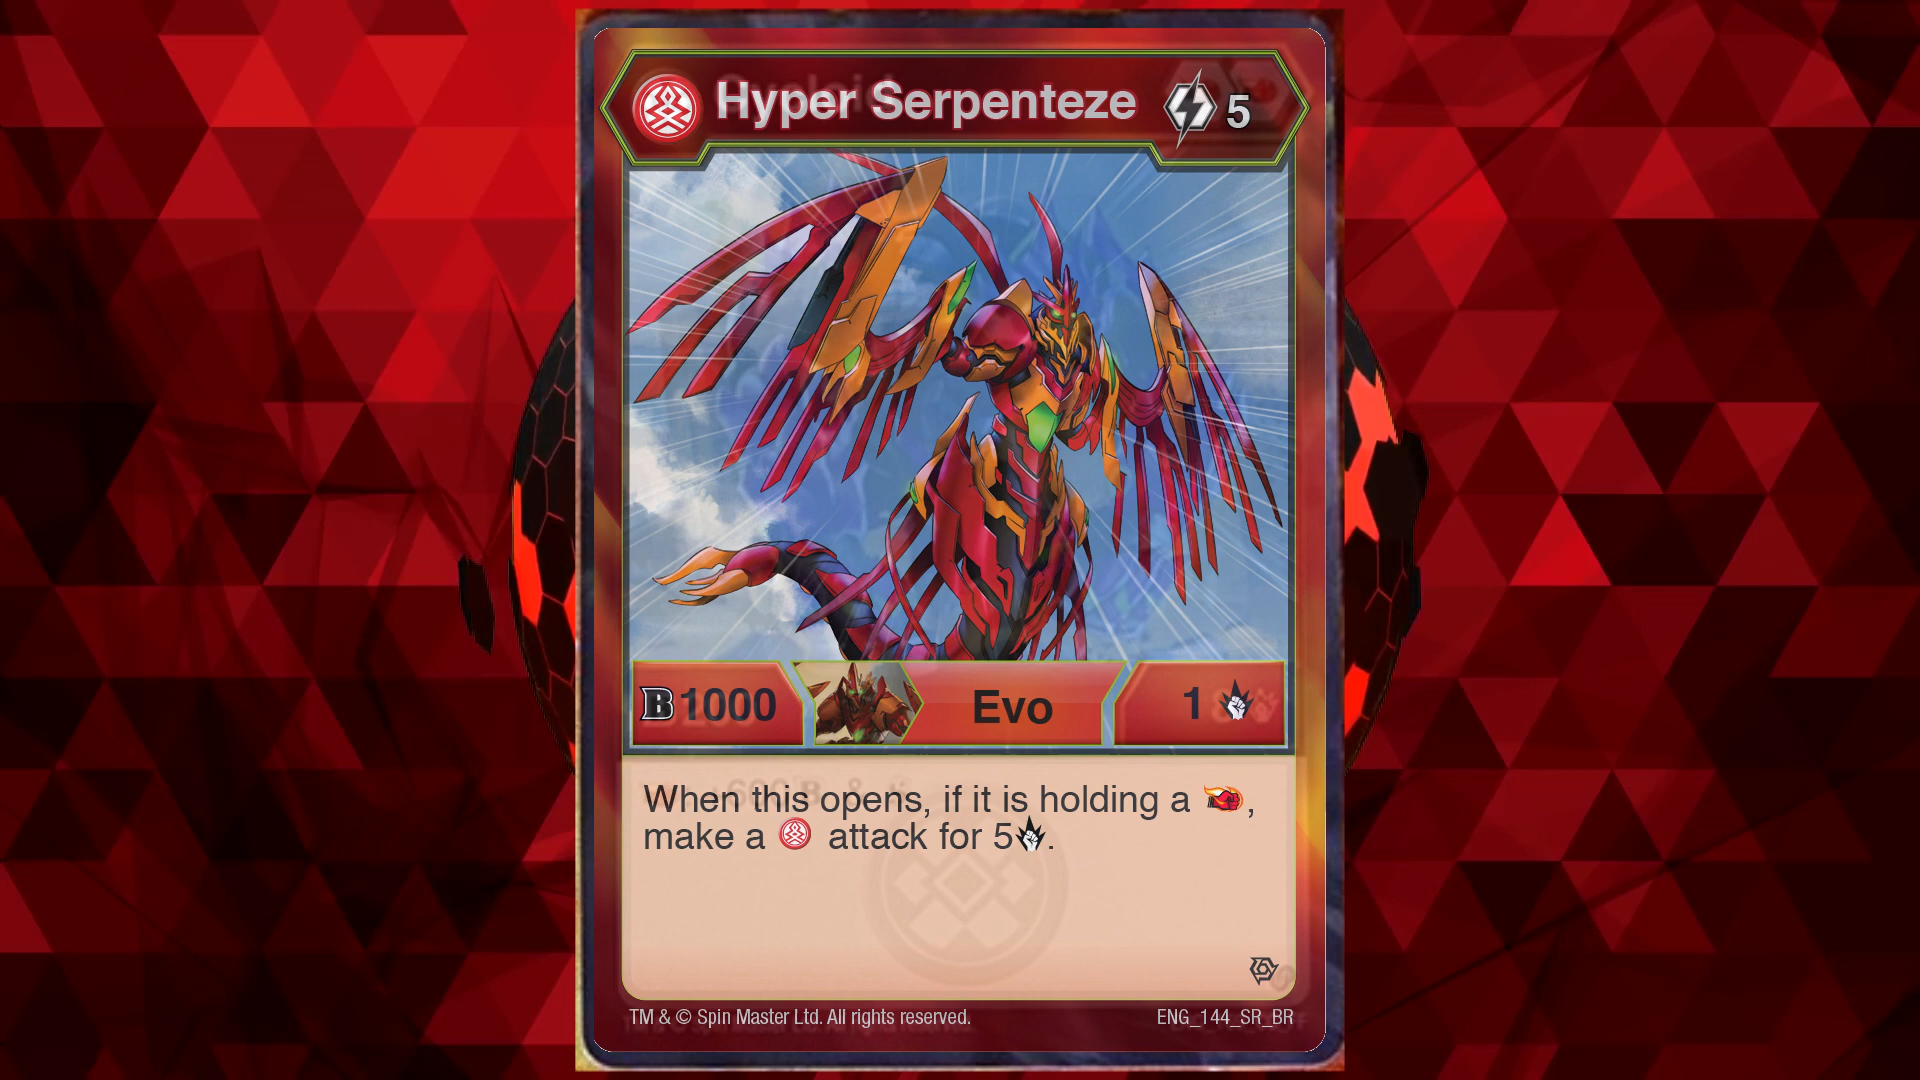 Hyper Serpenteze 5
B 1000 Evo 1
When this opens, if it is holding a ,
make a attack for 5.
TM & © Spin Master Ltd. All rights reserved. ENG_144_SR_BR